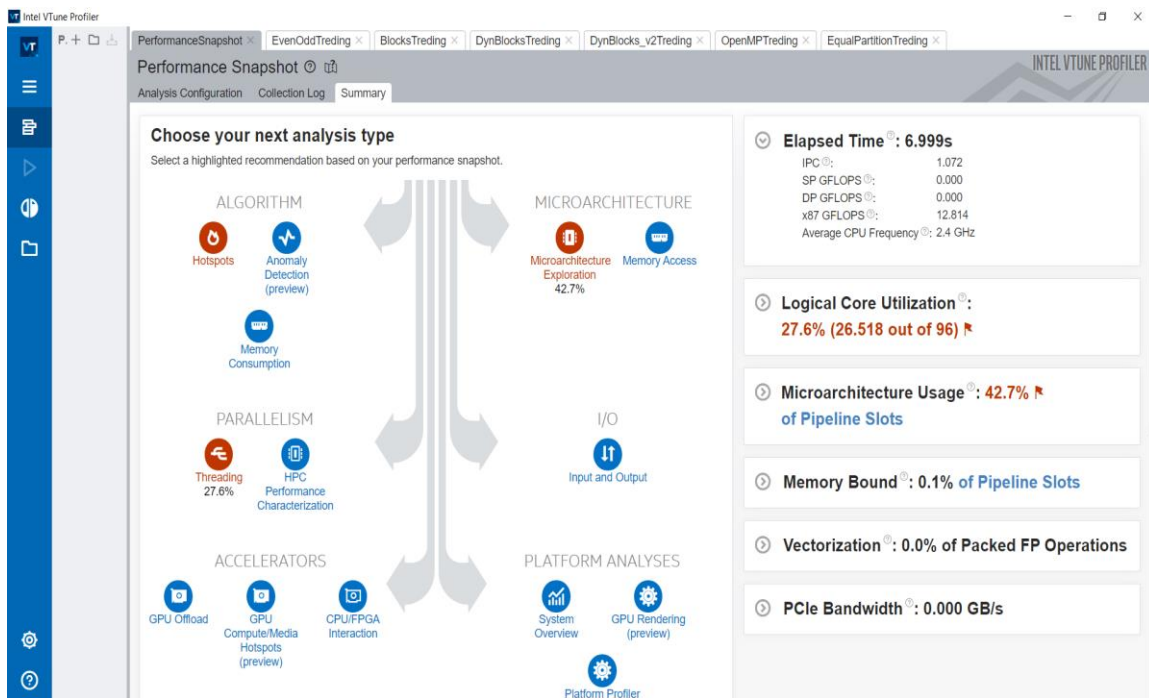 Intel VTune Profiler
VT
P.
PerformanceSnapshot
EvenOddTreding
BlocksTreding
DynBlocksTreding
DynBlocks_v2Treding
OpenMPTreding
EqualPartitionTreding
Performance Snapshot
INTEL VTUNE PROFILER
Analysis Configuration
Collection Log
Summary
Choose your next analysis type
Select a highlighted recommendation based on your performance snapshot.
ALGORITHM
Hotspots
Anomaly
Detection
(preview)
Memory
Consumption
MICROARCHITECTURE
Microarchitecture
Exploration
42.7%
Memory Access
PARALLELISM
Threading
27.6%
HPC
Performance
Characterization
I/O
Input and Output
ACCELERATORS
GPU Offload
GPU
Compute/Media
Hotspots
(preview)
CPU/FPGA
Interaction
PLATFORM ANALYSES
System
Overview
GPU Rendering
(preview)
Platform Profiler
Elapsed Time: 6.999s
IPC: 1.072
SP GFLOPS: 0.000
DP GFLOPS: 0.000
x87 GFLOPS: 12.814
Average CPU Frequency: 2.4 GHz
Logical Core Utilization:
27.6% (26.518 out of 96)
Microarchitecture Usage: 42.7%
of Pipeline Slots
Memory Bound: 0.1% of Pipeline Slots
Vectorization: 0.0% of Packed FP Operations
PCIe Bandwidth: 0.000 GB/s